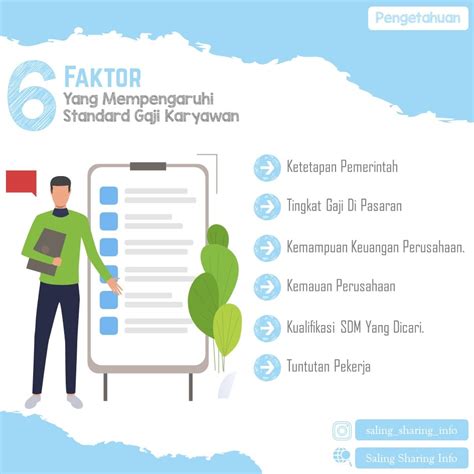 Pengetahuan
6 Faktor
Yang Mempengaruhi
Standard Gaji Karyawan
Ketetapan Pemerintah
Tingkat Gaji Di Pasaran
Kemampuan Keuangan Perusahaan.
Kemauan Perusahaan
Kualifikasi SDM Yang Dicari.
Tuntutan Pekerja
saling_sharing_info
Saling Sharing Info